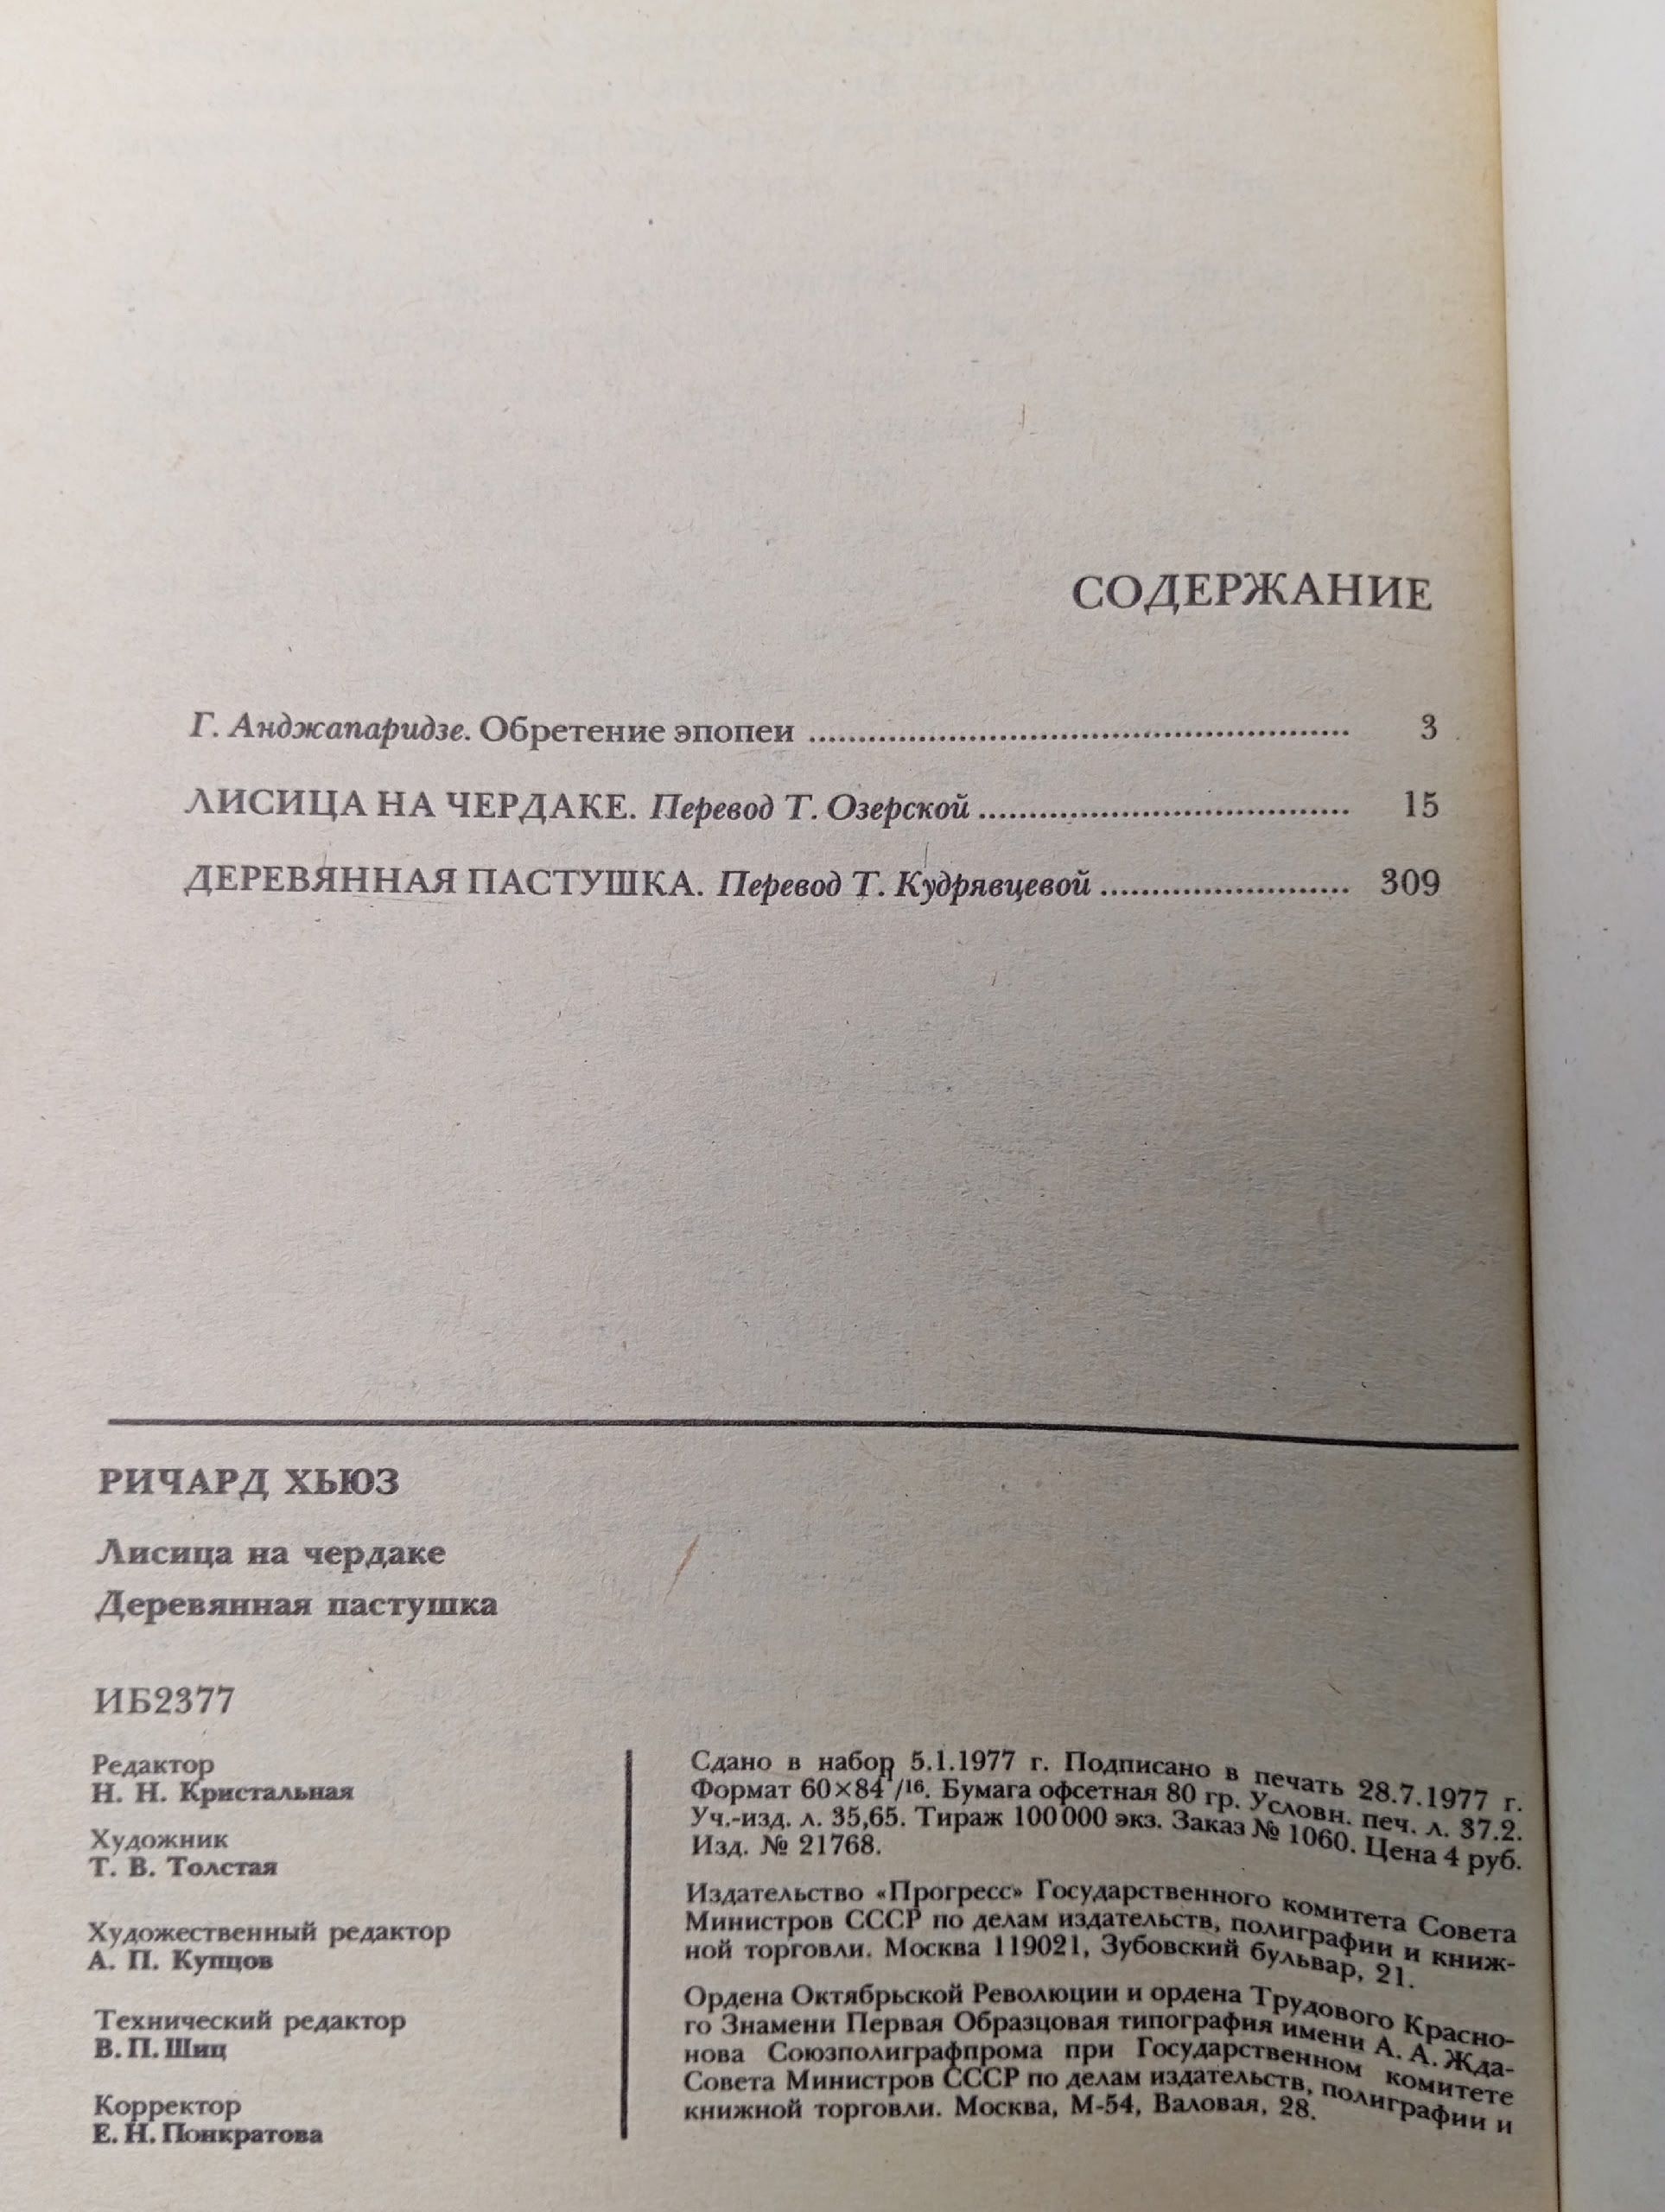 СОДЕРЖАНИЕ
Г. Анджапаридзе. Обретение эпопеи ................................................ 3
ЛИСИЦА НА ЧЕРДАКЕ. Перевод Т. Озерской ................................. 15
ДЕРЕВЯННАЯ ПАСТУШКА. Перевод Т. Кудрявцевой ...................... 309
РИЧАРД ХЬЮЗ
Лисица на чердаке
Деревянная пастушка
ИБ2377
Редактор
Н. Н. Кристальная
Художник
Т. В. Толстая
Художественный редактор
А. П. Купцов
Технический редактор
В. П. Шиц
Корректор
Е. Н. Понкратова
Сдано в набор 5.1.1977 г. Подписано в печать 28.7.1977 г.
Формат 60×84 1/16. Бумага офсетная 80 гр. Условн. печ. л. 37.2.
Уч.-изд. л. 35,65. Тираж 100000 экз. Заказ № 1060. Цена 4 руб.
Изд. № 21768.
Издательство «Прогресс» Государственного комитета Совета
Министров СССР по делам издательств, полиграфии и книж-
ной торговли. Москва 119021, Зубовский бульвар, 21.
Ордена Октябрьской Революции и ордена Трудового Красно-
го Знамени Первая Образцовая типография имени А. А. Жда-
нова Союзполиграфпрома при Государственном комитете
Совета Министров СССР по делам издательств, полиграфии и
книжной торговли. Москва, М-54, Валовая, 28.